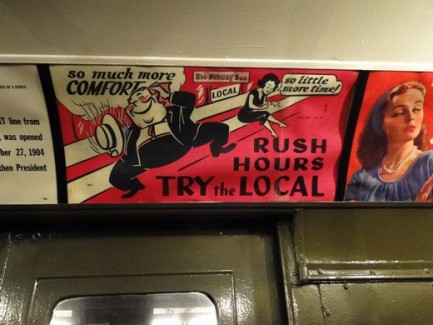 T line from
was opened
ber 27, 1904
then President
so much more
COMFORT
The Subway Sun
LOCAL
so little
more time!
RUSH
HOURS
TRY the LOCAL